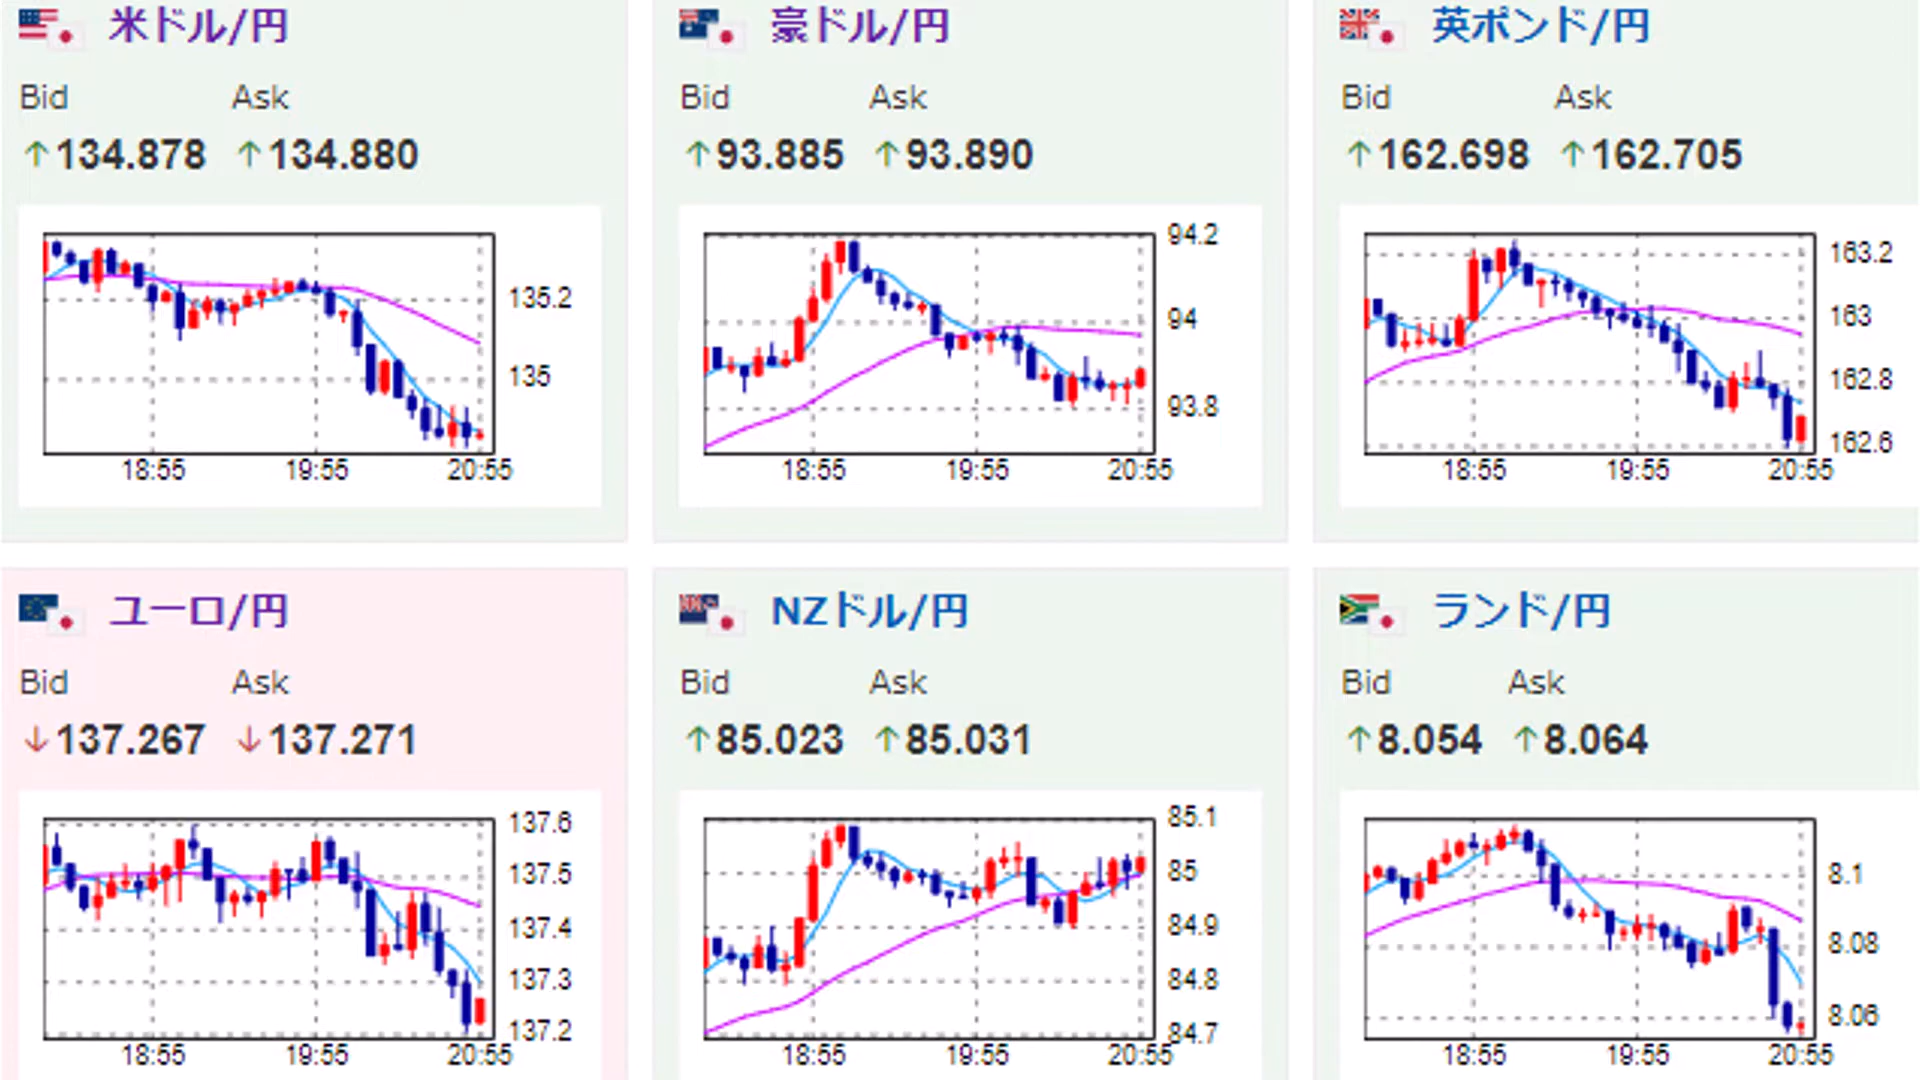 米ドル/円
Bid Ask
↑134.878 ↑134.880
135.2
135
18:55 19:55 20:55
豪ドル/円
Bid Ask
↑93.885 ↑93.890
94.2
94
93.8
18:55 19:55 20:55
英ポンド/円
Bid Ask
↑162.698 ↑162.705
163.2
163
162.8
162.6
18:55 19:55 20:55
ユーロ/円
Bid Ask
↓137.267 ↓137.271
137.6
137.5
137.4
137.3
137.2
18:55 19:55 20:55
NZドル/円
Bid Ask
↑85.023 ↑85.031
85.1
85
84.9
84.8
84.7
18:55 19:55 20:55
ランド/円
Bid Ask
↑8.054 ↑8.064
8.1
8.08
8.06
18:55 19:55 20:55